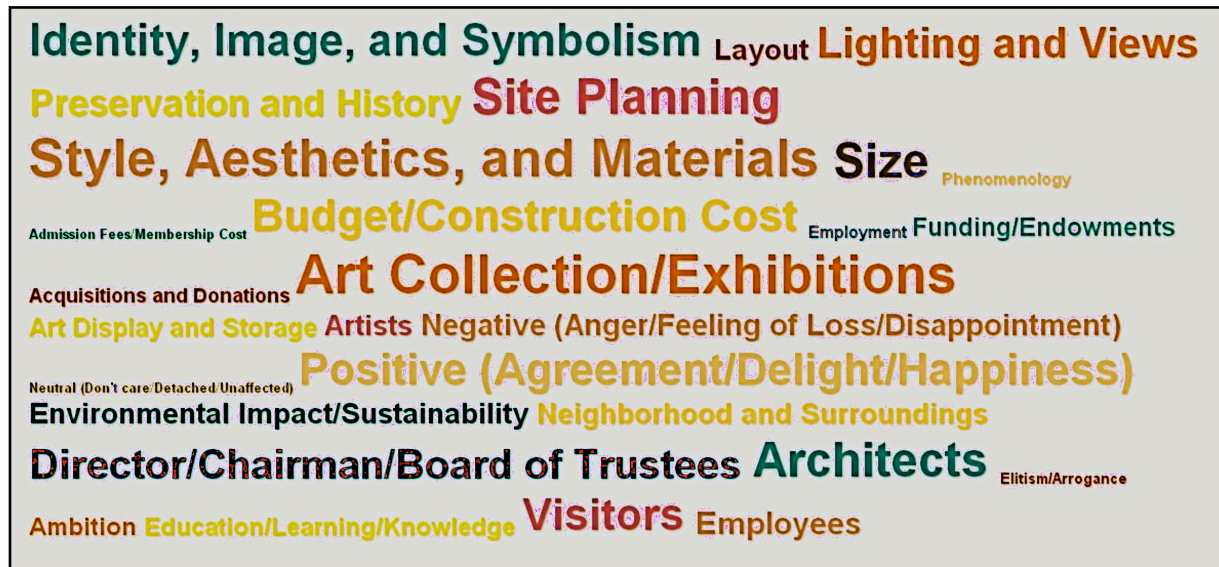 Identity, Image, and Symbolism Layout Lighting and Views
Preservation and History Site Planning
Style, Aesthetics, and Materials Size Phenomenology
Admission Fees/Membership Cost Budget/Construction Cost Employment Funding/Endowments
Acquisitions and Donations Art Collection/Exhibitions
Art Display and Storage Artists Negative (Anger/Feeling of Loss/Disappointment)
Neutral (Don't care/Detached/Unaffected) Positive (Agreement/Delight/Happiness)
Environmental Impact/Sustainability Neighborhood and Surroundings
Director/Chairman/Board of Trustees Architects Elitism/Arrogance
Ambition Education/Learning/Knowledge Visitors Employees